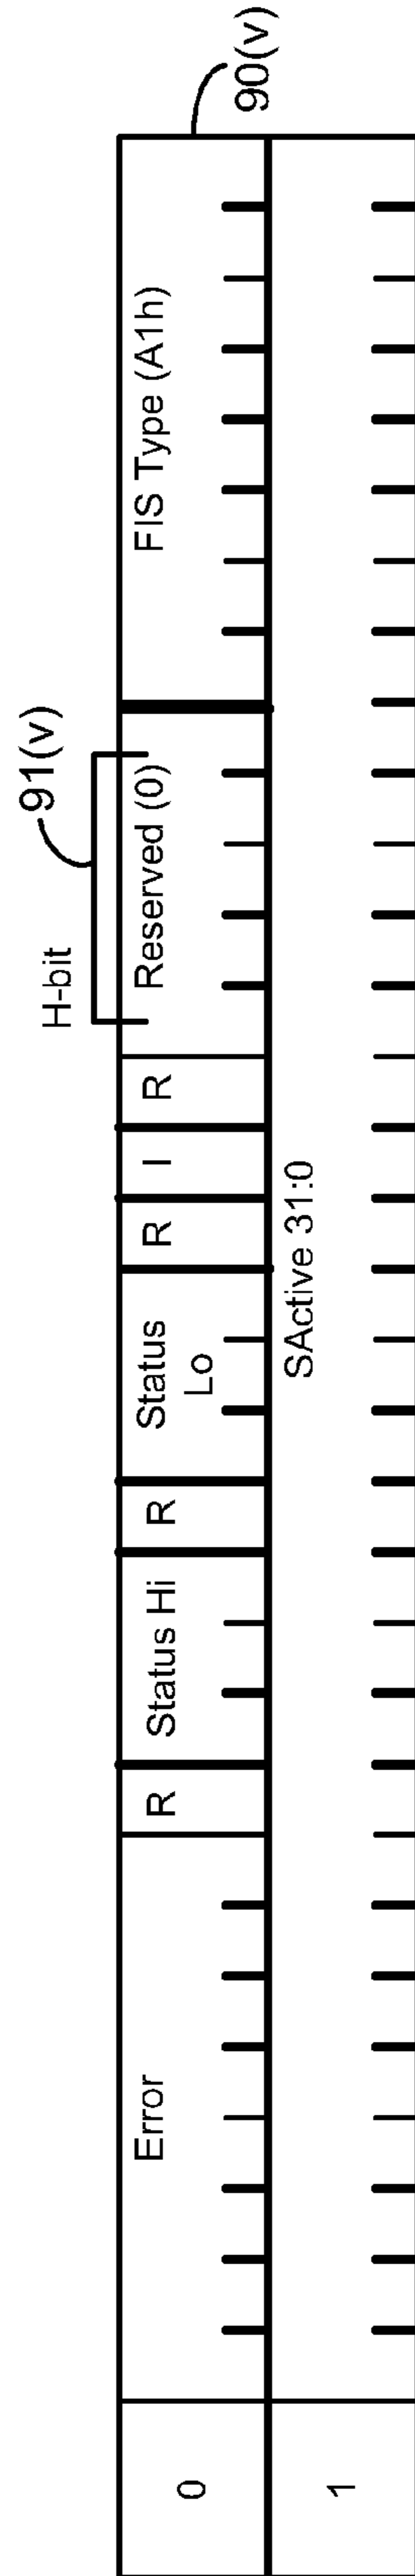 90(v)
91(v)
H-bit
0
Error
R
Status Hi
R
Status
Lo
R
I
R
Reserved (0)
FIS Type (A1h)
1
SActive 31:0